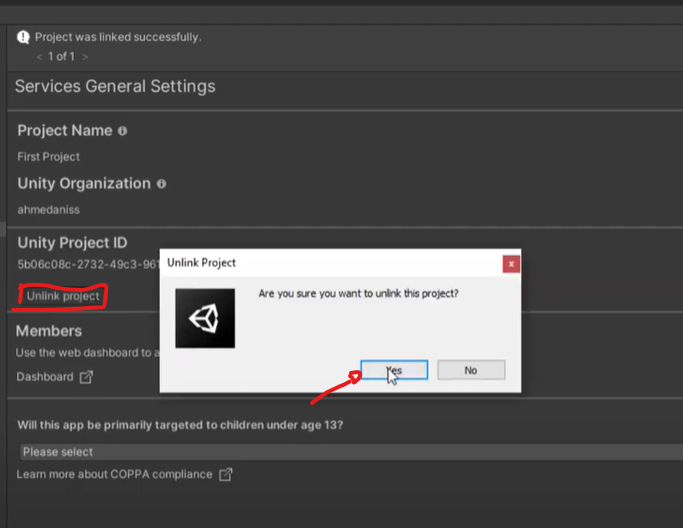 Project was linked successfully.
< 1 of 1 >
Services General Settings
Project Name
First Project
Unity Organization
ahmedaniss
Unity Project ID
5b06c08c-2732-49c3-961
Unlink project
Members
Use the web dashboard to a
Dashboard
Unlink Project
x
Are you sure you want to unlink this project?
Yes
No
Will this app be primarily targeted to children under age 13?
Please select
Learn more about COPPA compliance